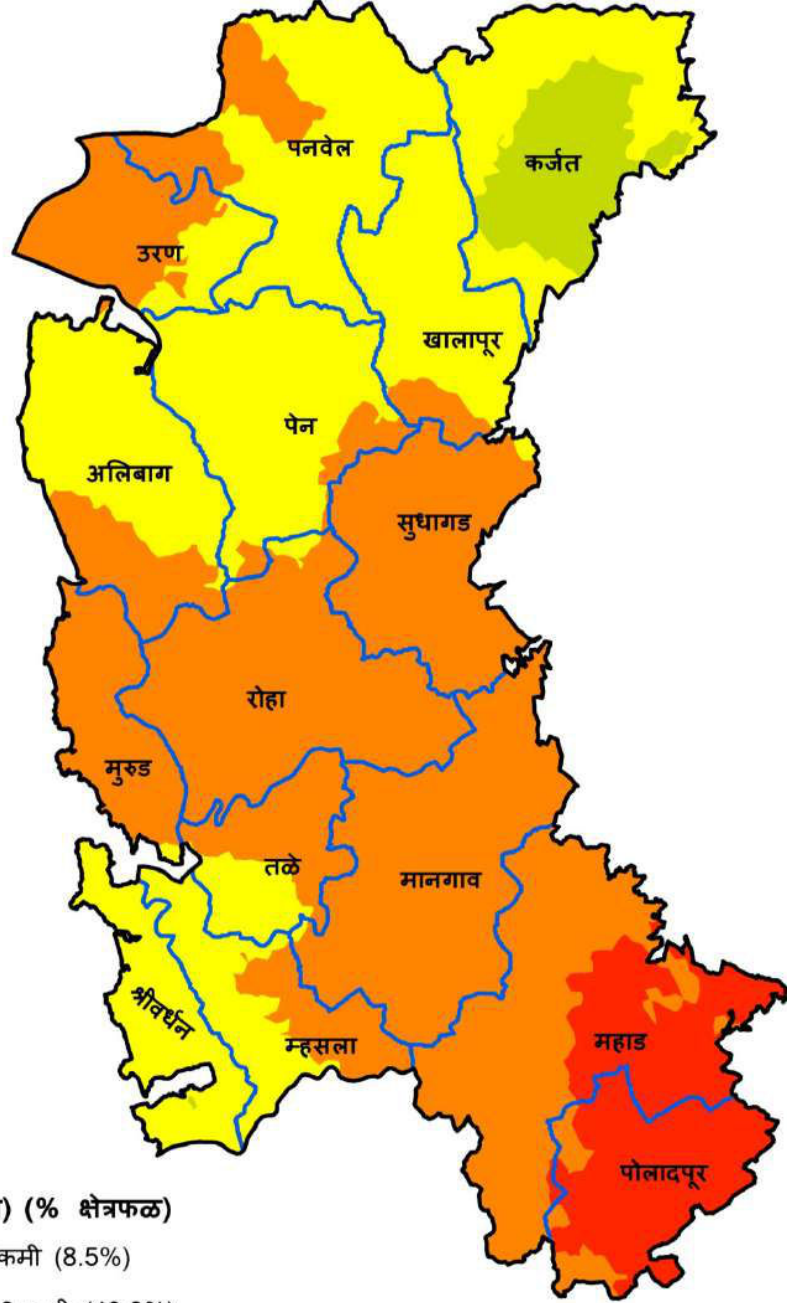 पनवेल
कर्जत
उरण
खालापूर
पेन
अलिबाग
सुधागड
रोहा
मुरुड
तळे
मानगाव
श्रीवर्धन
म्हसला
महाड
पोलादपूर
(% क्षेत्रफळ)
कमी (8.5%)